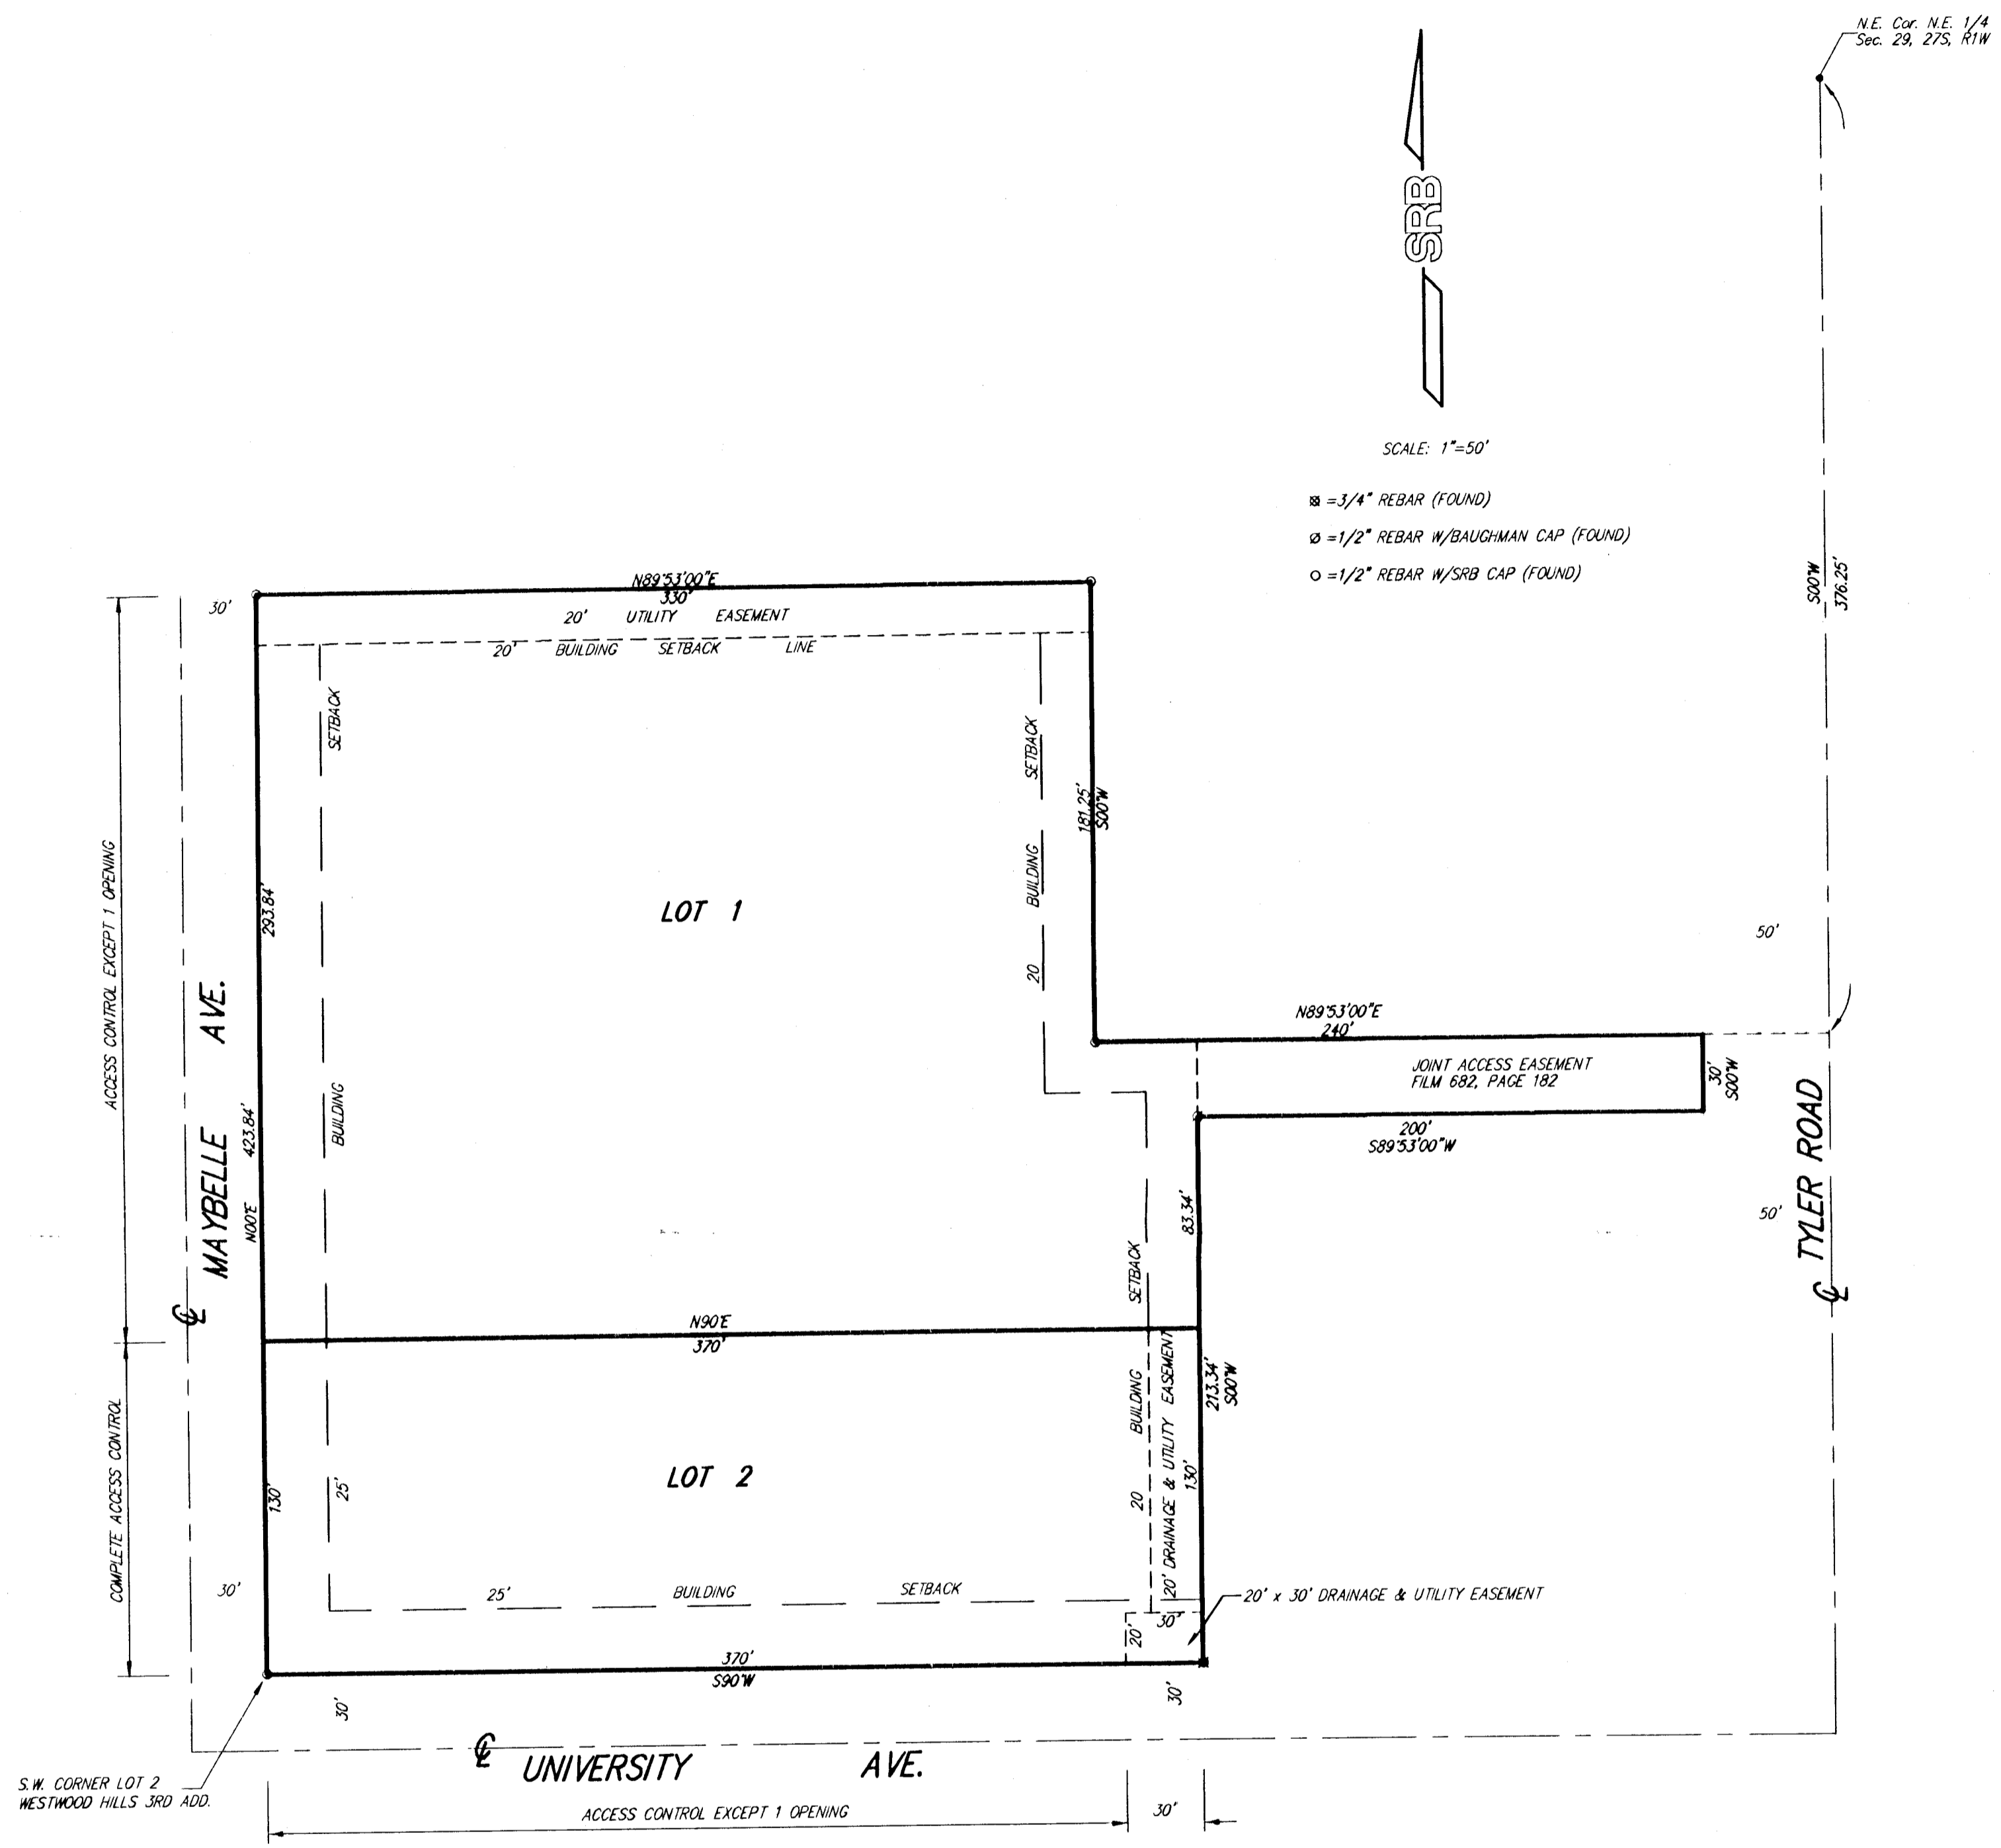 N.E. Cor. N.E. 1/4
Sec. 29, 27S, R1W
SRB
SCALE: 1"=50'
=3/4" REBAR (FOUND)
=1/2" REBAR W/BAUGHMAN CAP (FOUND)
=1/2" REBAR W/SRB CAP (FOUND)
S00°W
376.25'
30'
N89°53'00"E
330'
20' UTILITY EASEMENT
20' BUILDING SETBACK LINE
SETBACK
BUILDING
25'
SETBACK
BUILDING
20
181.25'
S00°W
ACCESS CONTROL EXCEPT 1 OPENING
293.84'
LOT 1
50'
MAYBELLE AVE.
423.84'
N00°E
N89°53'00"E
240'
JOINT ACCESS EASEMENT
FILM 682, PAGE 182
30'
S00°W
200'
S89°53'00"W
83.34'
50'
℄ TYLER ROAD
℄
SETBACK
BUILDING
20
N90°E
370'
213.34'
S00°W
20' DRAINAGE & UTILITY EASEMENT
130'
COMPLETE ACCESS CONTROL
130'
LOT 2
30'
25' BUILDING SETBACK
20' x 30' DRAINAGE & UTILITY EASEMENT
30'
20'
370'
S90°W
30'
30'
℄ UNIVERSITY AVE.
S.W. CORNER LOT 2
WESTWOOD HILLS 3RD ADD.
ACCESS CONTROL EXCEPT 1 OPENING
30'